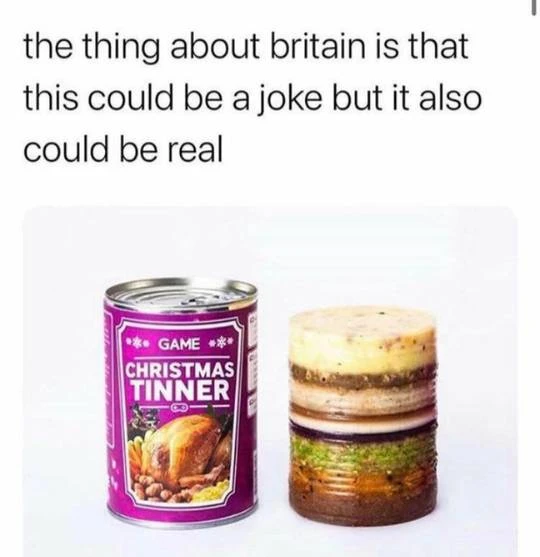 the thing about britain is that
this could be a joke but it also
could be real
GAME
CHRISTMAS
TINNER